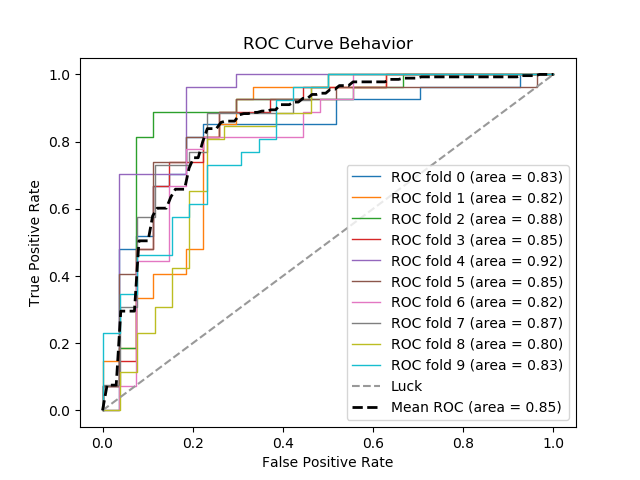 ROC Curve Behavior
True Positive Rate
1.0
0.8
0.6
0.4
0.2
0.0
ROC fold 0 (area = 0.83)
ROC fold 1 (area = 0.82)
ROC fold 2 (area = 0.88)
ROC fold 3 (area = 0.85)
ROC fold 4 (area = 0.92)
ROC fold 5 (area = 0.85)
ROC fold 6 (area = 0.82)
ROC fold 7 (area = 0.87)
ROC fold 8 (area = 0.80)
ROC fold 9 (area = 0.83)
Luck
Mean ROC (area = 0.85)
0.0 0.2 0.4 0.6 0.8 1.0
False Positive Rate